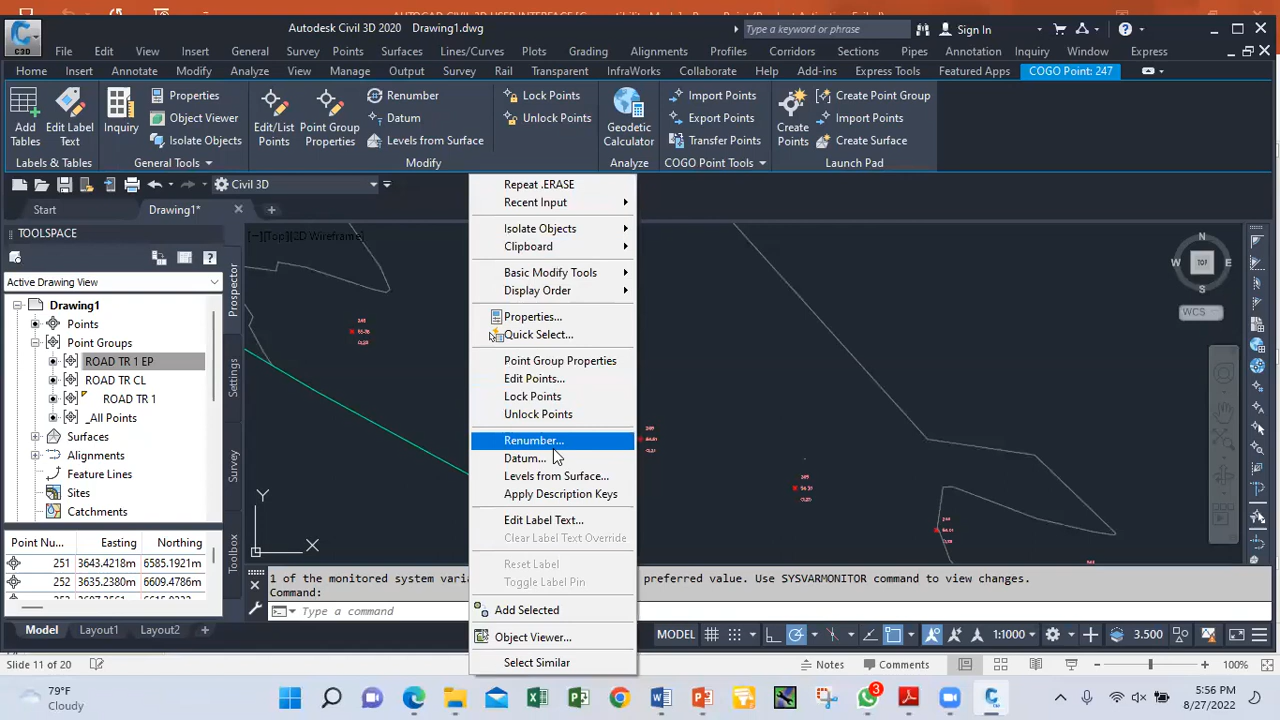 Autodesk Civil 3D 2020 Drawing1.dwg Type a keyword or phrase Sign In
C3D
File Edit View Insert General Survey Points Surfaces Lines/Curves Plots Grading Alignments Profiles Corridors Sections Pipes Annotation Inquiry Window Express
Home Insert Annotate Modify Analyze View Manage Output Survey Rail Transparent InfraWorks Collaborate Help Add-ins Express Tools Featured Apps COGO Point: 247
Add Tables
Edit Label Text
Labels & Tables
Inquiry
Properties
Object Viewer
Isolate Objects
General Tools
Edit/List Points
Point Group Properties
Renumber
Datum
Levels from Surface
Lock Points
Unlock Points
Modify
Geodetic Calculator
Analyze
Import Points
Export Points
Transfer Points
COGO Point Tools
Create Points
Create Point Group
Import Points
Create Surface
Launch Pad
Civil 3D
Start Drawing1*
TOOLSPACE
Active Drawing View
Drawing1
Points
Point Groups
ROAD TR 1 EP
ROAD TR CL
ROAD TR 1
_All Points
Surfaces
Alignments
Feature Lines
Sites
Catchments
Point Nu... Easting Northing
251 3643.4218m 6585.1921m
252 3635.2380m 6609.4786m
Prospector
Settings
Survey
Toolbox
[−][Top][2D Wireframe]
Repeat .ERASE
Recent Input
Isolate Objects
Clipboard
Basic Modify Tools
Display Order
Properties...
Quick Select...
Point Group Properties
Edit Points...
Lock Points
Unlock Points
Renumber...
Datum...
Levels from Surface...
Apply Description Keys
Edit Label Text...
Clear Label Text Override
Reset Label
Toggle Label Pin
Add Selected
Object Viewer...
Select Similar
N
W TOP E
S
WCS
Y
X
1 of the monitored system vari
preferred value. Use SYSVARMONITOR command to view changes.
Command:
Type a command
Model Layout1 Layout2
MODEL 1:1000 3.500
Slide 11 of 20 Notes Comments 100%
79°F
Cloudy
3
5:56 PM
8/27/2022